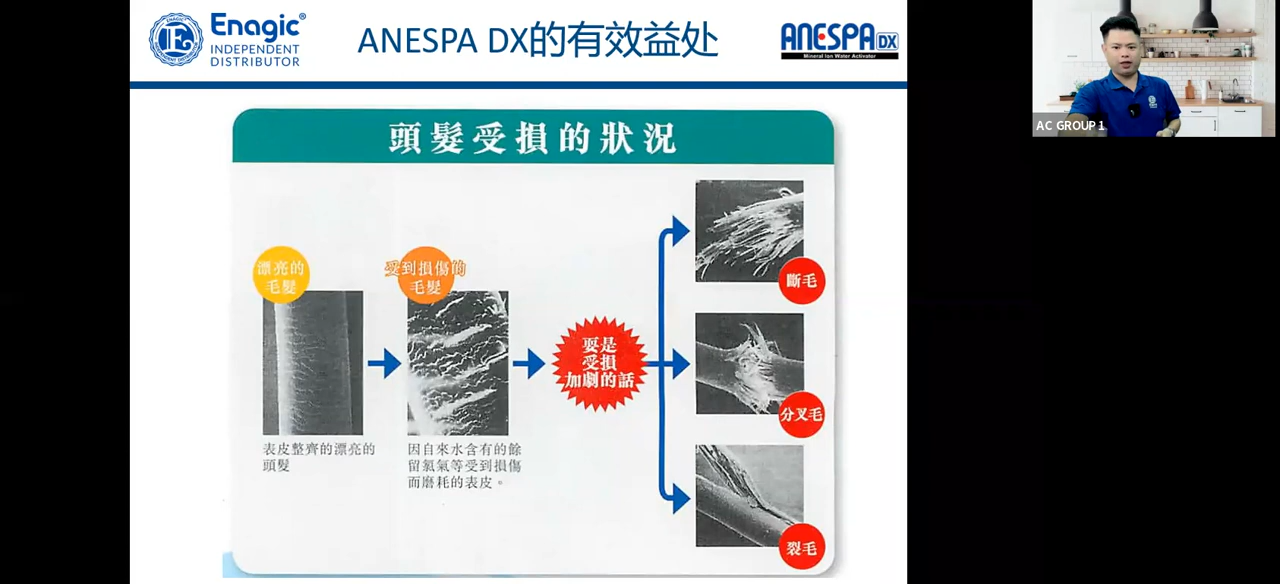 Enagic®
INDEPENDENT
DISTRIBUTOR
ANESPA DX的有效益处
ANESPA DX
Mineral Ion Water Activator
AC GROUP 1
頭髮受損的狀況
漂亮的
毛髮
受到損傷的
毛髮
表皮整齊的漂亮的
頭髮
因自來水含有的餘
留氯氣等受到損傷
而磨耗的表皮。
耍是
受損
加劇的話
斷毛
分叉毛
裂毛